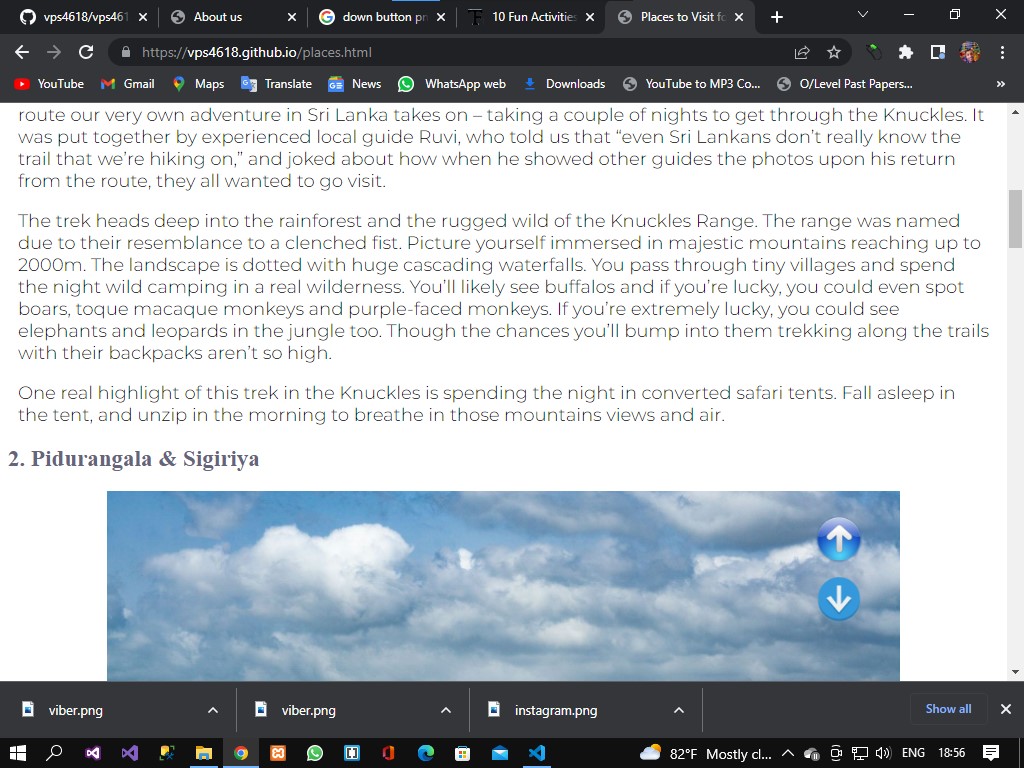 vps4618/vps461
About us
down button pn
10 Fun Activities
Places to Visit fo
https://vps4618.github.io/places.html
YouTube
Gmail
Maps
Translate
News
WhatsApp web
Downloads
YouTube to MP3 Co...
O/Level Past Papers...
»
route our very own adventure in Sri Lanka takes on – taking a couple of nights to get through the Knuckles. It
was put together by experienced local guide Ruvi, who told us that “even Sri Lankans don’t really know the
trail that we’re hiking on,” and joked about how when he showed other guides the photos upon his return
from the route, they all wanted to go visit.
The trek heads deep into the rainforest and the rugged wild of the Knuckles Range. The range was named
due to their resemblance to a clenched fist. Picture yourself immersed in majestic mountains reaching up to
2000m. The landscape is dotted with huge cascading waterfalls. You pass through tiny villages and spend
the night wild camping in a real wilderness. You’ll likely see buffalos and if you’re lucky, you could even spot
boars, toque macaque monkeys and purple-faced monkeys. If you’re extremely lucky, you could see
elephants and leopards in the jungle too. Though the chances you’ll bump into them trekking along the trails
with their backpacks aren’t so high.
One real highlight of this trek in the Knuckles is spending the night in converted safari tents. Fall asleep in
the tent, and unzip in the morning to breathe in those mountains views and air.
2. Pidurangala & Sigiriya
viber.png
viber.png
instagram.png
Show all
82°F Mostly cl...
ENG
18:56